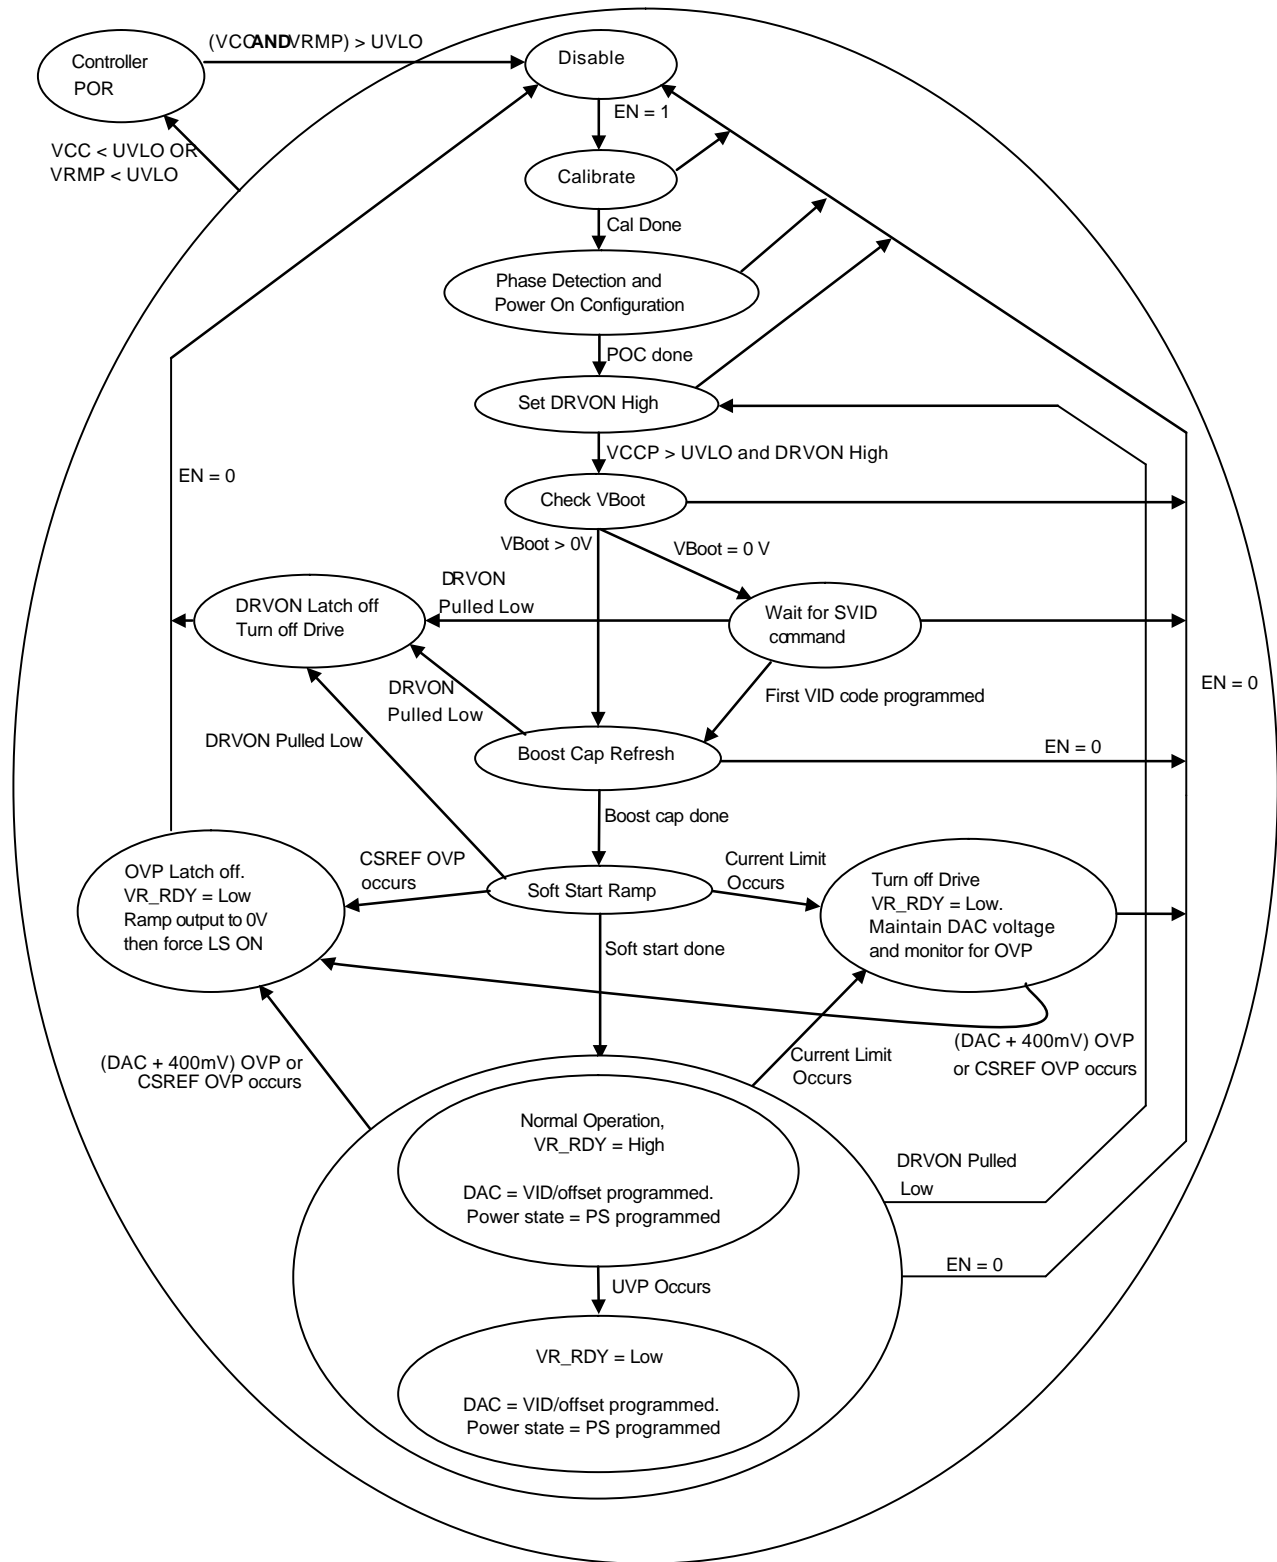 (VCC AND VRMP) > UVLO
Controller
POR
Disable
EN = 1
VCC < UVLO OR
VRMP < UVLO
Calibrate
Cal Done
Phase Detection and
Power On Configuration
POC done
Set DRVON High
VCCP > UVLO and DRVON High
EN = 0
Check VBoot
VBoot > 0V
VBoot = 0 V
DRVON
Pulled Low
DRVON Latch off
Turn off Drive
Wait for SVID
command
DRVON
Pulled Low
First VID code programmed
EN = 0
DRVON Pulled Low
Boost Cap Refresh
EN = 0
Boost cap done
OVP Latch off.
VR_RDY = Low
Ramp output to 0V
then force LS ON
CSREF OVP
occurs
Soft Start Ramp
Current Limit
Occurs
Turn off Drive
VR_RDY = Low.
Maintain DAC voltage
and monitor for OVP
Soft start done
(DAC + 400mV) OVP or
CSREF OVP occurs
Current Limit
Occurs
(DAC + 400mV) OVP
or CSREF OVP occurs
Normal Operation,
VR_RDY = High
DAC = VID/offset programmed.
Power state = PS programmed
DRVON Pulled
Low
EN = 0
UVP Occurs
VR_RDY = Low
DAC = VID/offset programmed.
Power state = PS programmed